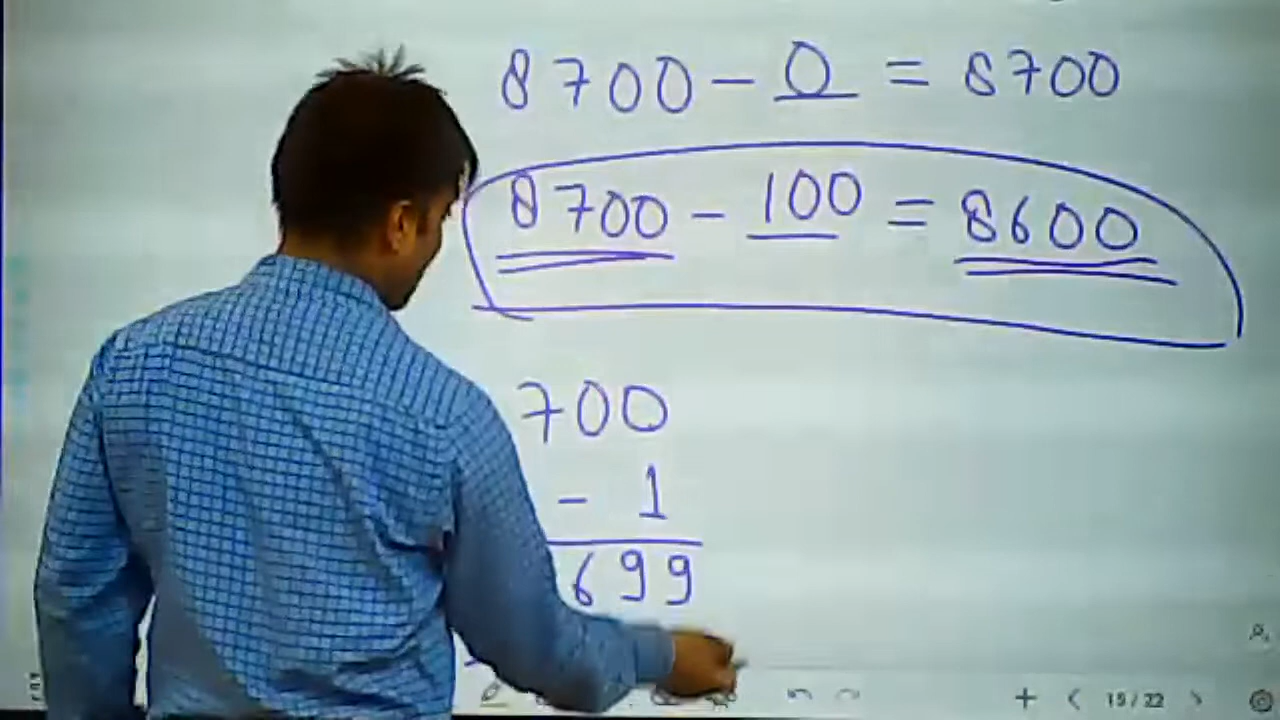 8700 - 0 = 8700
8700 - 100 = 8600
700
- 1
699
15/22